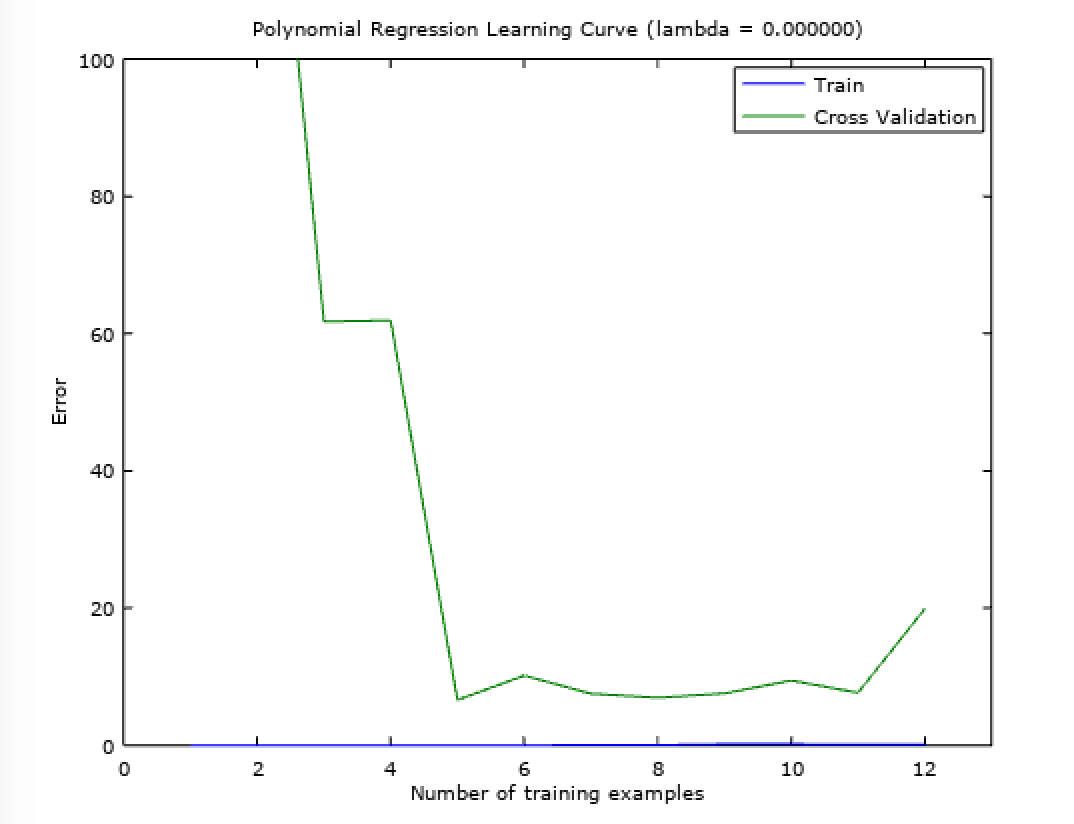 Polynomial Regression Learning Curve (lambda = 0.000000)
100
80
60
40
20
0
Error
Train
Cross Validation
0 2 4 6 8 10 12
Number of training examples